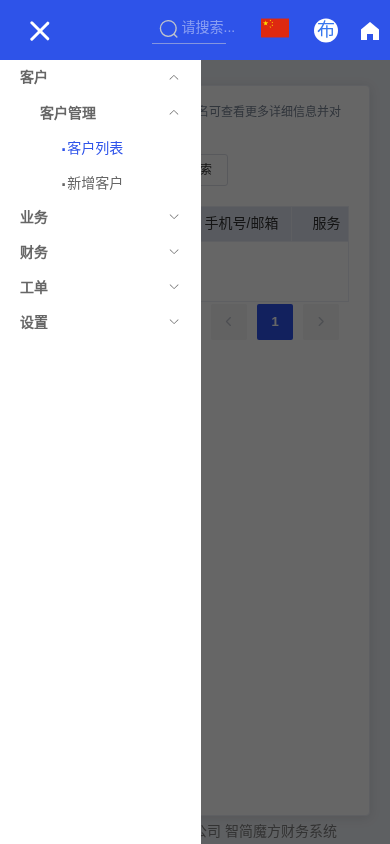 请搜索...
布
客户
客户管理
·客户列表
·新增客户
业务
财务
工单
设置
名可查看更多详细信息并对
索
手机号/邮箱 服务
1
公司 智简魔方财务系统